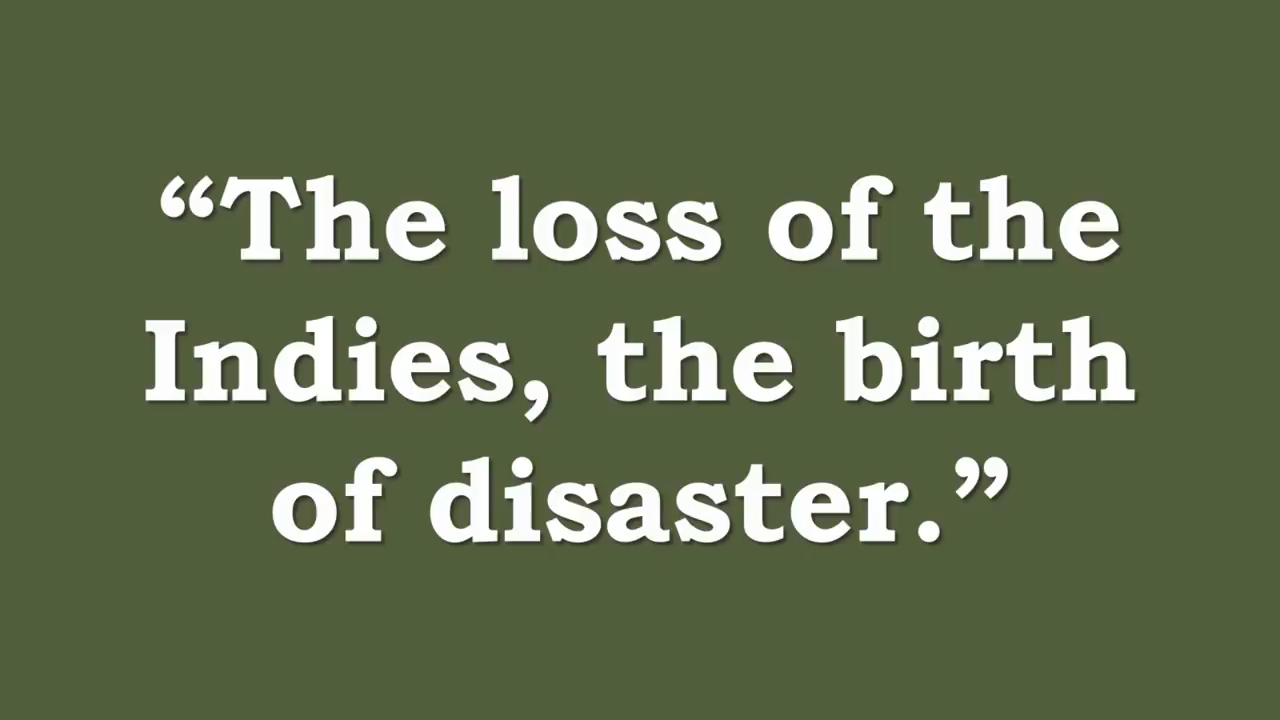 “The loss of the
Indies, the birth
of disaster.”